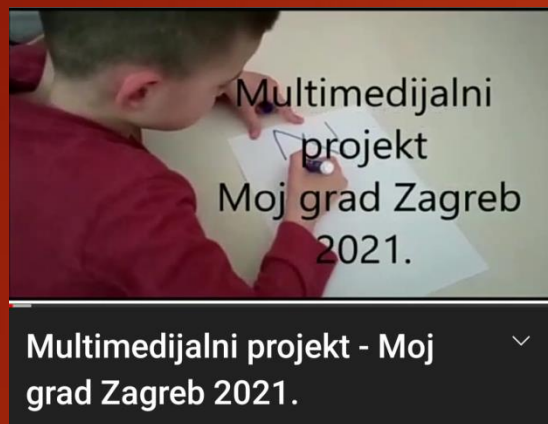 Multimedijalni
projekt
Moj grad Zagreb
2021.
Multimedijalni projekt - Moj
grad Zagreb 2021.